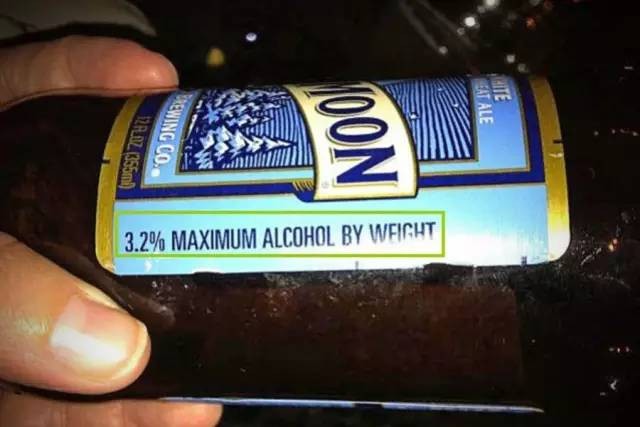 MOON
BREWING CO.
12 FL. OZ. (355ml)
3.2% MAXIMUM ALCOHOL BY WEIGHT